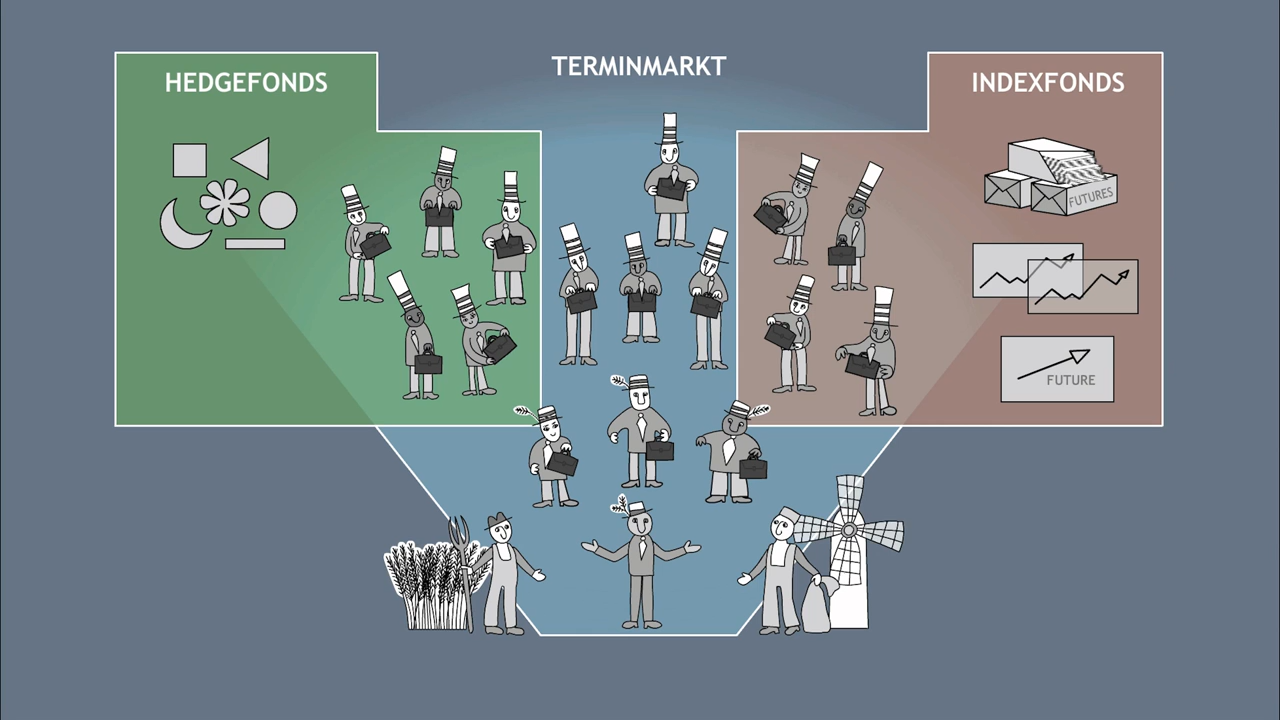 HEDGEFONDS
TERMINMARKT
INDEXFONDS
FUTURES
FUTURE